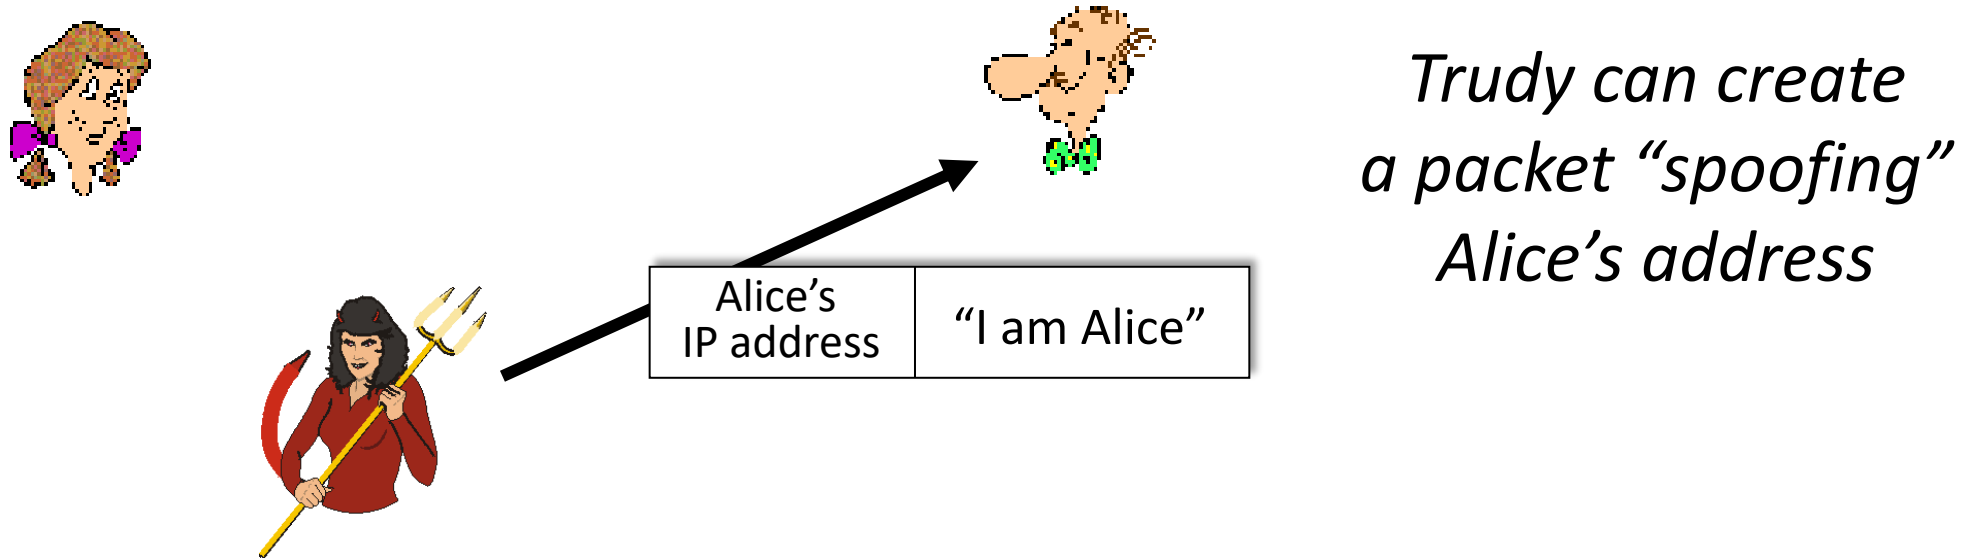 Trudy can create
a packet “spoofing”
Alice’s address
Alice’s
IP address
“I am Alice”